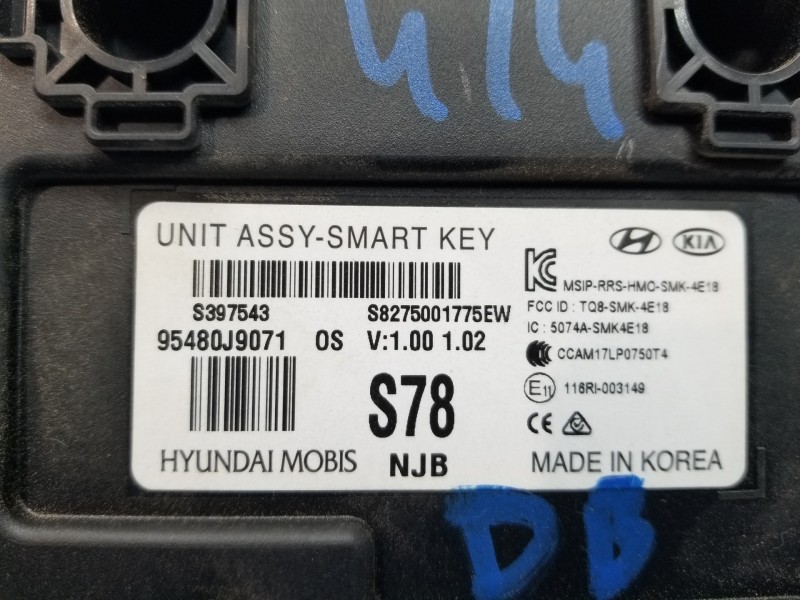 414
UNIT ASSY-SMART KEY
KIA
S397543 S8275001775EW
MSIP-RRS-HMO-SMK-4E18
FCC ID : TQ8-SMK-4E18
IC : 5074A-SMK4E18
95480J9071 OS V:1.00 1.02
CCAM17LP0750T4
E11 116RI-003149
S78
CE
HYUNDAI MOBIS NJB MADE IN KOREA
DB